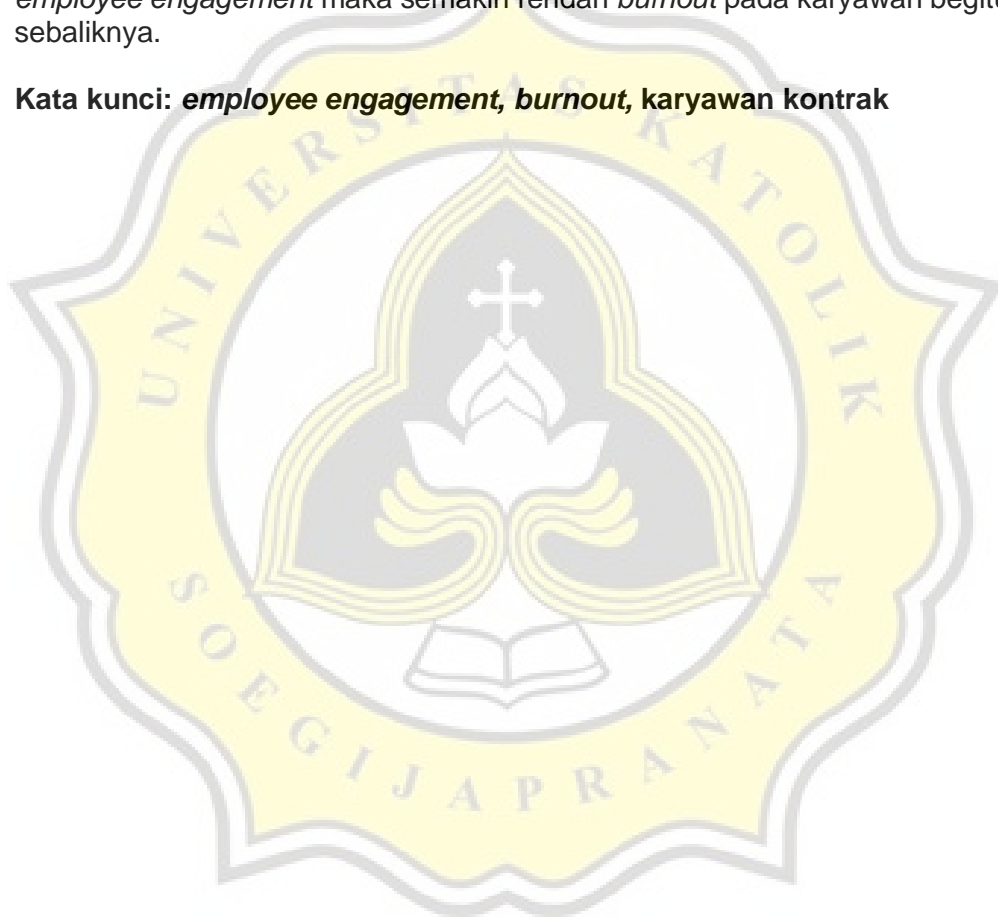 employee engagement maka semakin rendah burnout pada karyawan
sebaliknya.
Kata kunci: employee engagement, burnout, karyawan kontrak
UNIVERSITAS KATOLIK
SOEGIJAPRANATA